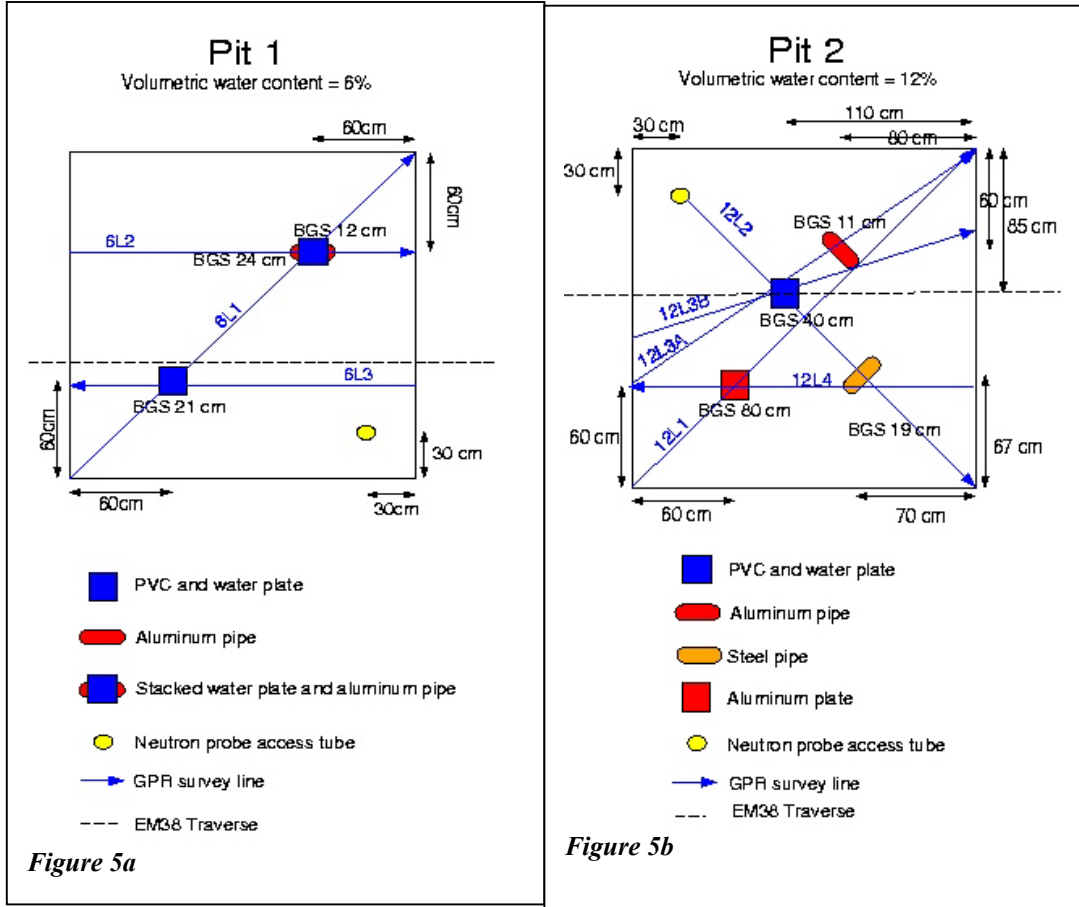 Pit 1
Volumetric water content = 6%
60cm
60cm
BGS 12 cm
6L2
BGS 24 cm
6L1
6L3
BGS 21 cm
60cm
30 cm
60cm
30cm
PVC and water plate
Aluminum pipe
Stacked water plate and aluminum pipe
Neutron probe access tube
GPR survey line
EM38 Traverse
Figure 5a
Pit 2
Volumetric water content = 12%
110 cm
30 cm
80 cm
30 cm
60 cm
85 cm
12L2
BGS 11 cm
12L3B
BGS 40 cm
12L3A
12L4
BGS 80 cm
12L1
BGS 19 cm
60 cm
67 cm
60 cm
70 cm
PVC and water plate
Aluminum pipe
Steel pipe
Aluminum plate
Neutron probe access tube
GPR survey line
EM38 Traverse
Figure 5b